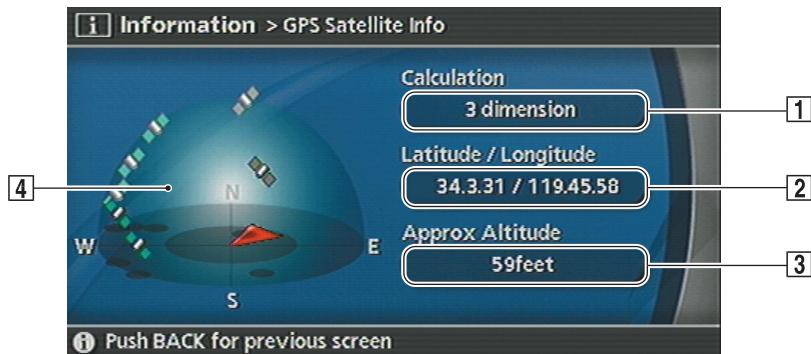 i Information > GPS Satellite Info
Calculation
3 dimension
1
Latitude / Longitude
34.3.31 / 119.45.58
2
4
N
W
E
S
Approx Altitude
59feet
3
i Push BACK for previous screen